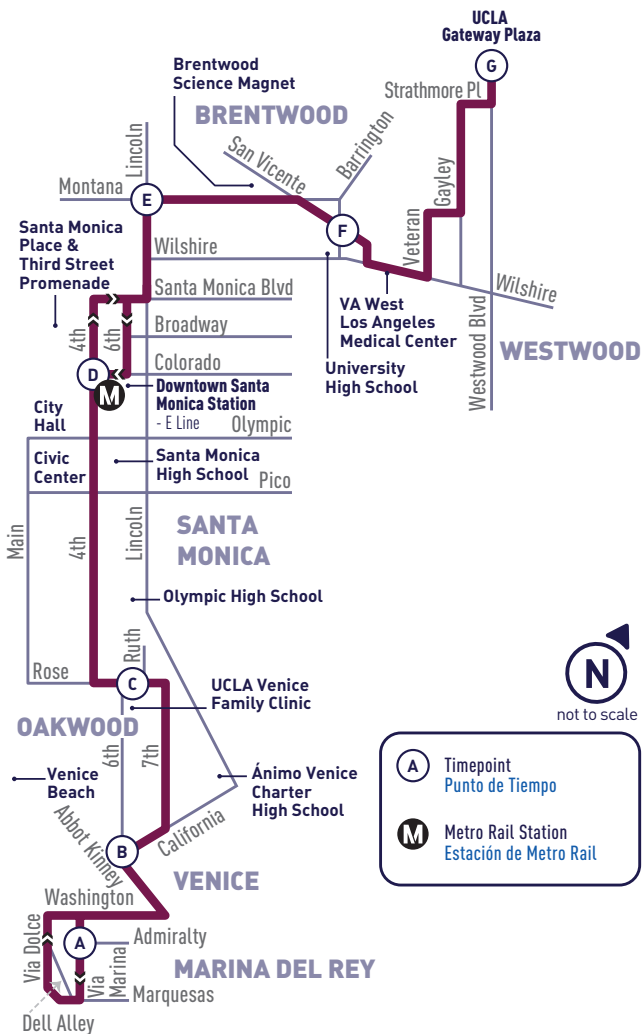 UCLA
Gateway Plaza
G
Strathmore Pl
Brentwood
Science Magnet
BRENTWOOD
San Vicente
Barrington
Lincoln
Montana
E
F
Gayley
Veteran
Santa Monica
Place &
Third Street
Promenade
Wilshire
Wilshire
Santa Monica Blvd
4th
6th
Broadway
Colorado
VA West
Los Angeles
Medical Center
University
High School
Westwood Blvd
WESTWOOD
D
M
Downtown Santa
Monica Station
- E Line
City
Hall
Olympic
Civic
Center
Santa Monica
High School
Pico
Main
4th
Lincoln
SANTA
MONICA
Olympic High School
Ruth
Rose
C
UCLA Venice
Family Clinic
OAKWOOD
6th
7th
N
not to scale
Venice
Beach
Ánimo Venice
Charter
High School
Abbot Kinney
California
B
VENICE
Washington
Via Dolce
A
Admiralty
Via
Marina
MARINA DEL REY
Marquesas
Dell Alley
A
Timepoint
Punto de Tiempo
M
Metro Rail Station
Estación de Metro Rail